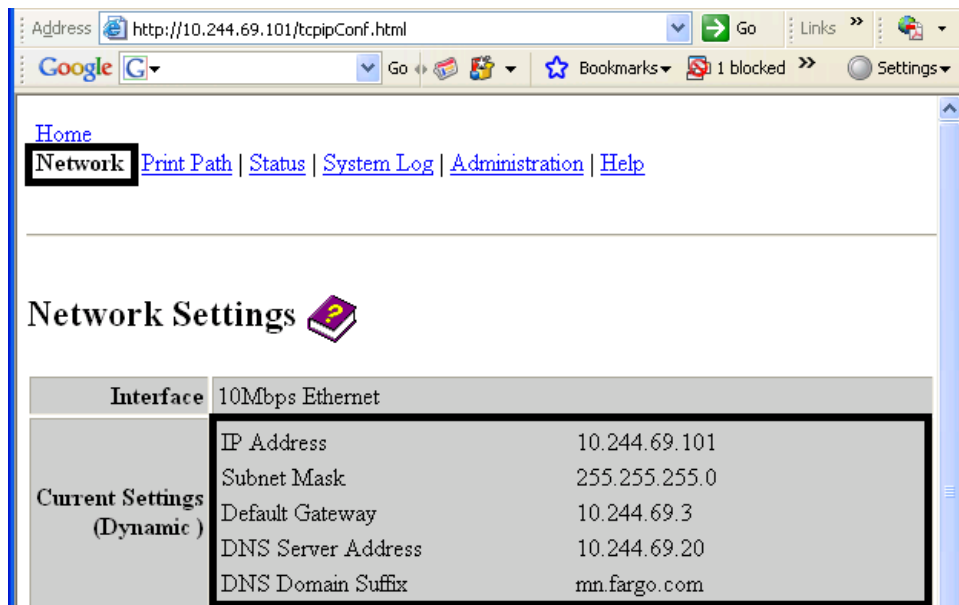 Address http://10.244.69.101/tcpipConf.html Go Links »
Google G Go Bookmarks 1 blocked » Settings
Home
Network Print Path | Status | System Log | Administration | Help
Network Settings ?
Interface 10Mbps Ethernet
Current Settings
(Dynamic )
IP Address 10.244.69.101
Subnet Mask 255.255.255.0
Default Gateway 10.244.69.3
DNS Server Address 10.244.69.20
DNS Domain Suffix mn.fargo.com